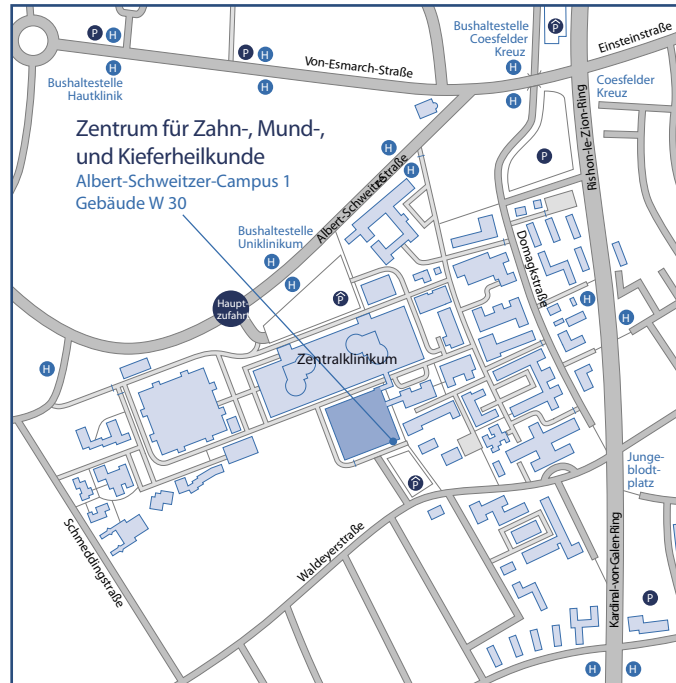 P
H
P
H
Von-Esmarch-Straße
H
Bushaltestelle
Hautklinik
H
Bushaltestelle
Coesfelder
Kreuz
P
H
H
Einsteinstraße
Coesfelder
Kreuz
Rishon-le-Zion-Ring
Zentrum für Zahn-, Mund-,
und Kieferheilkunde
Albert-Schweitzer-Campus 1
Gebäude W 30
H
H
P
Albert-Schweitzer-Straße
Bushaltestelle
Uniklinikum
H
H
Domagkstraße
Haupt-
zufahrt
P
H
H
H
Zentralklinikum
Junge-
blodt-
platz
P
Schmeddingstraße
Waldeyerstraße
Kardinal-von-Galen-Ring
P
H
H